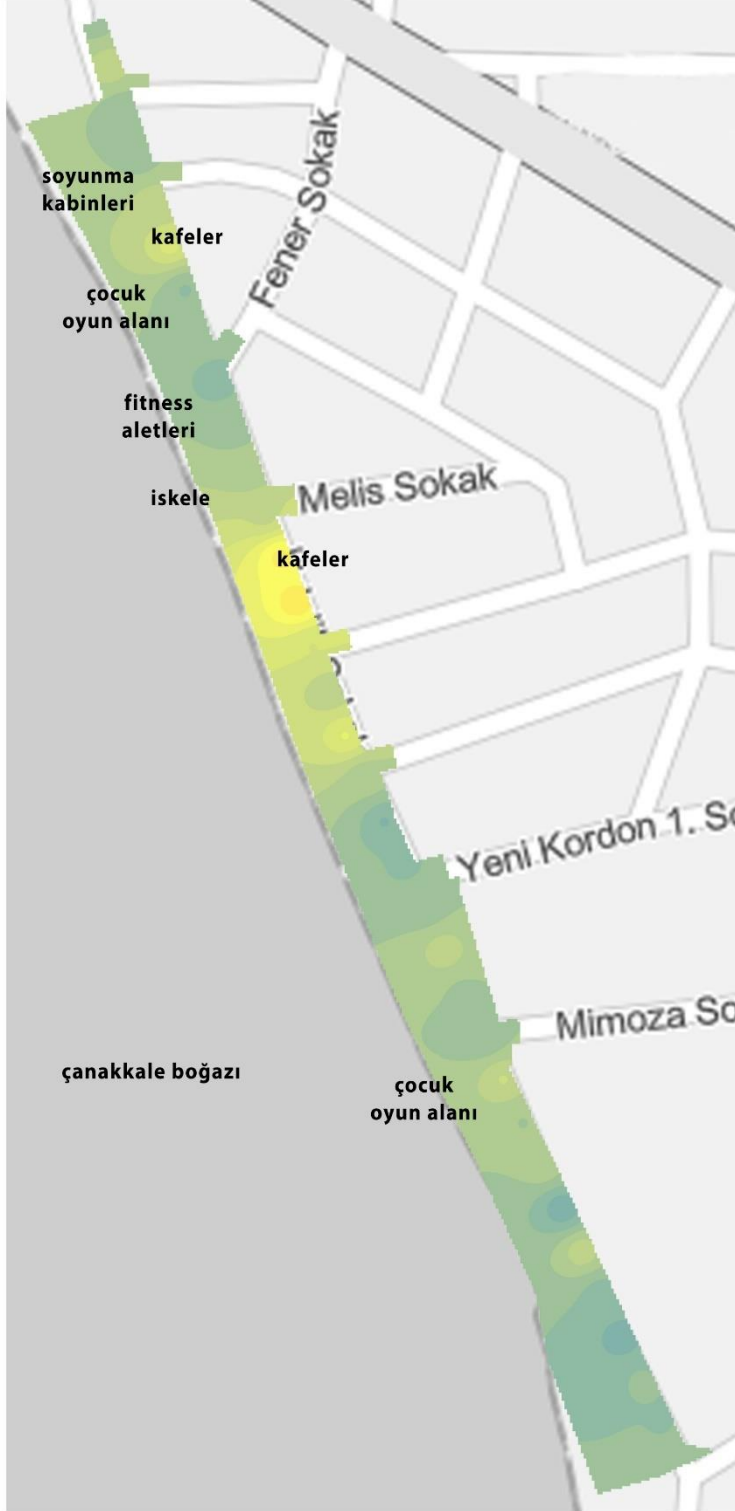 Fener Sokak
soyunma
kabinleri
kafeler
çocuk
oyun alanı
fitness
aletleri
iskele
Melis Sokak
kafeler
Yeni Kordon 1. So
Mimoza So
çanakkale boğazı
çocuk
oyun alanı